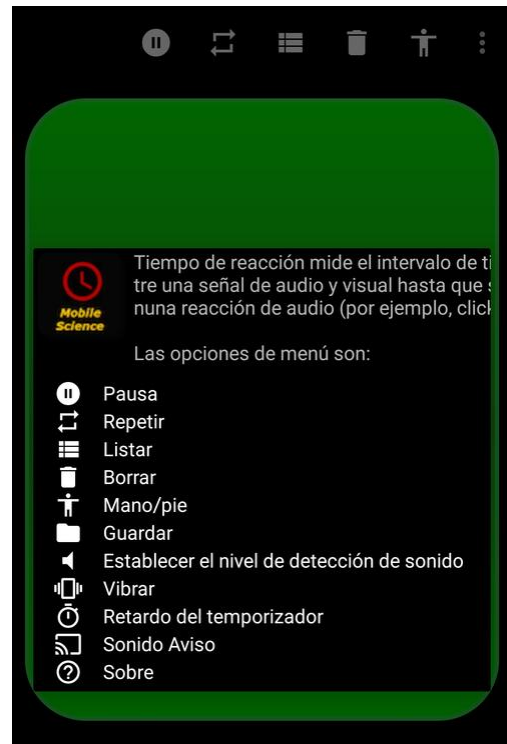 Tiempo de reacción mide el intervalo de
tre una señal de audio y visual hasta que
nuna reacción de audio (por ejemplo,
Mobile
Science
Las opciones de menú son:
Pausa
Repetir
Listar
Borrar
Mano/pie
Guardar
Establecer el nivel de detección de sonido
Vibrar
Retardo del temporizador
Sonido Aviso
Sobre